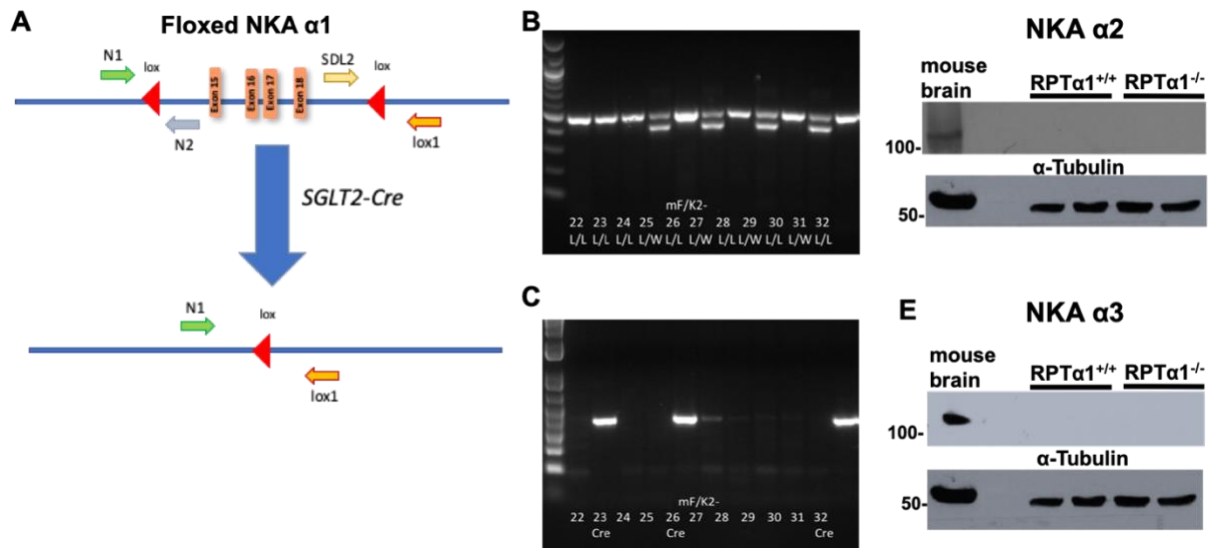 A
Floxed NKA α1
N1
lox
SDL2
lox
Exon 15
Exon 16
Exon 17
Exon 18
N2
lox1
SGLT2-Cre
N1
lox
lox1
B
mF/K2-
22 23 24 25 26 27 28 29 30 31 32
L/L L/L L/L L/W L/L L/W L/L L/W L/L L/W L/L
C
mF/K2-
22 23 24 25 26 27 28 29 30 31 32
Cre Cre Cre
NKA α2
mouse
brain
RPTα1+/+ RPTα1-/-
100-
α-Tubulin
50-
E
NKA α3
mouse
brain
RPTα1+/+ RPTα1-/-
100-
α-Tubulin
50-